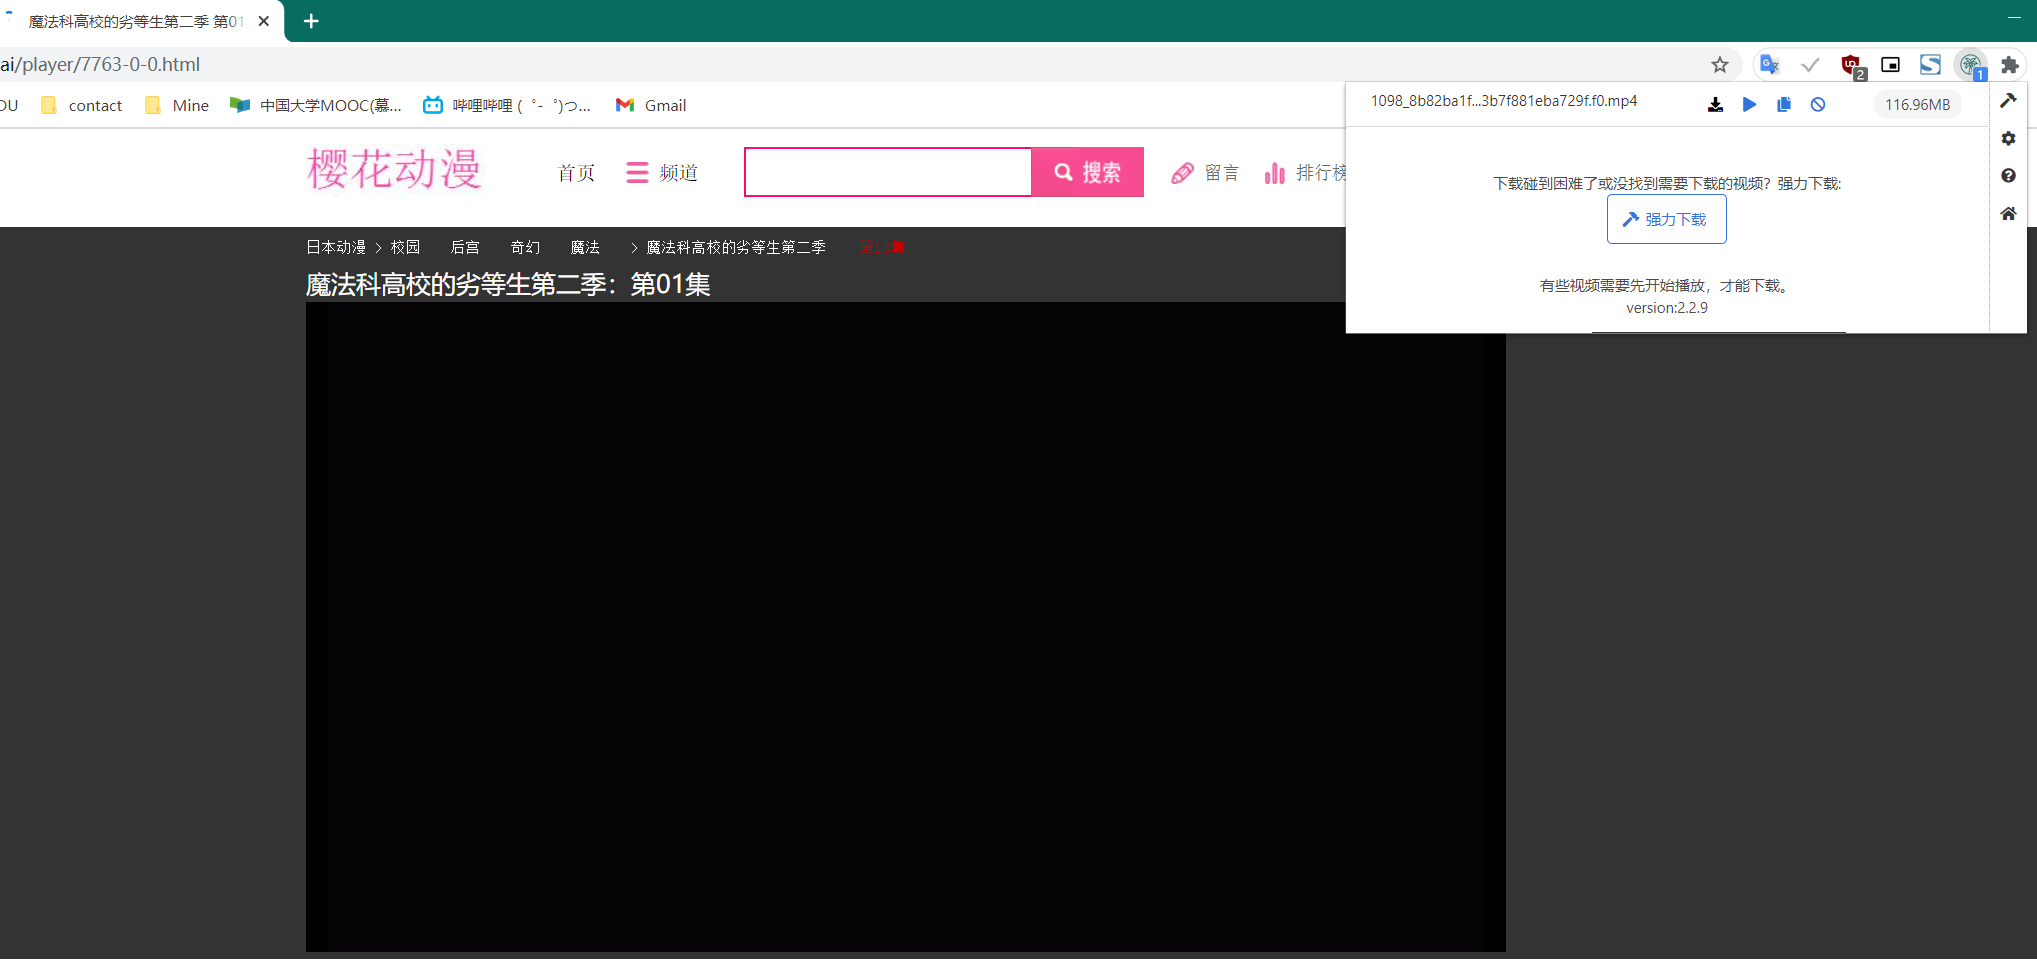 魔法科高校的劣等生第二季 第01
ai/player/7763-0-0.html
2
1
OU
contact
Mine
中国大学MOOC(慕...
哔哩哔哩 ( ゜- ゜)つ...
Gmail
1098_8b82ba1f...3b7f881eba729f.f0.mp4
116.96MB
下载碰到困难了或没找到需要下载的视频? 强力下载:
强力下载
有些视频需要先开始播放，才能下载。
version:2.2.9
樱花动漫
首页
频道
搜索
留言
排行榜
日本动漫 > 校园 后宫 奇幻 魔法 > 魔法科高校的劣等生第二季 第13集
魔法科高校的劣等生第二季：第01集